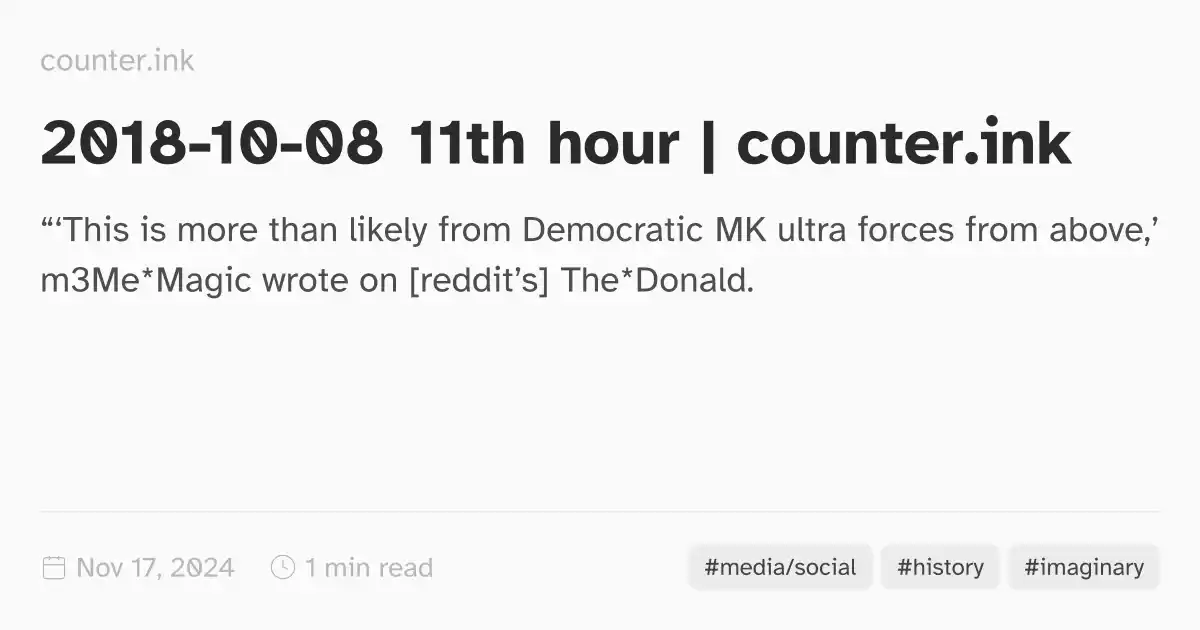 counter.ink
2018-10-08 11th hour | counter.ink
“‘This is more than likely from Democratic MK ultra forces from above,’
m3Me*Magic wrote on [reddit’s] The*Donald.
Nov 17, 2024 1 min read #media/social #history #imaginary